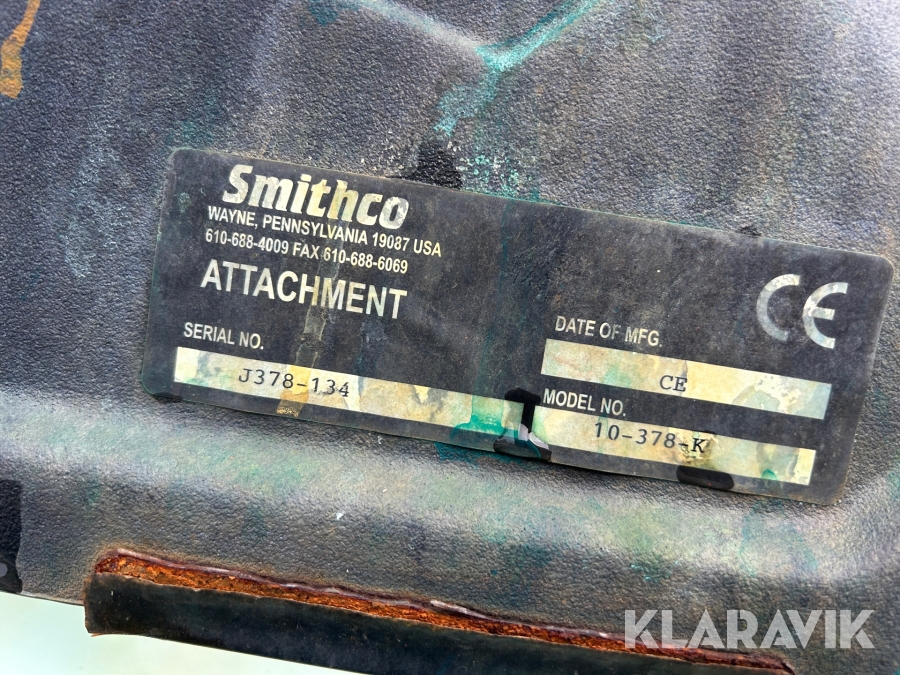 Smithco
WAYNE, PENNSYLVANIA 19087 USA
610-688-4009 FAX 610-688-6069
ATTACHMENT
SERIAL NO.
J378-134
DATE OF MFG.
CE
MODEL NO.
10-378-K
CE
KLARAVIK